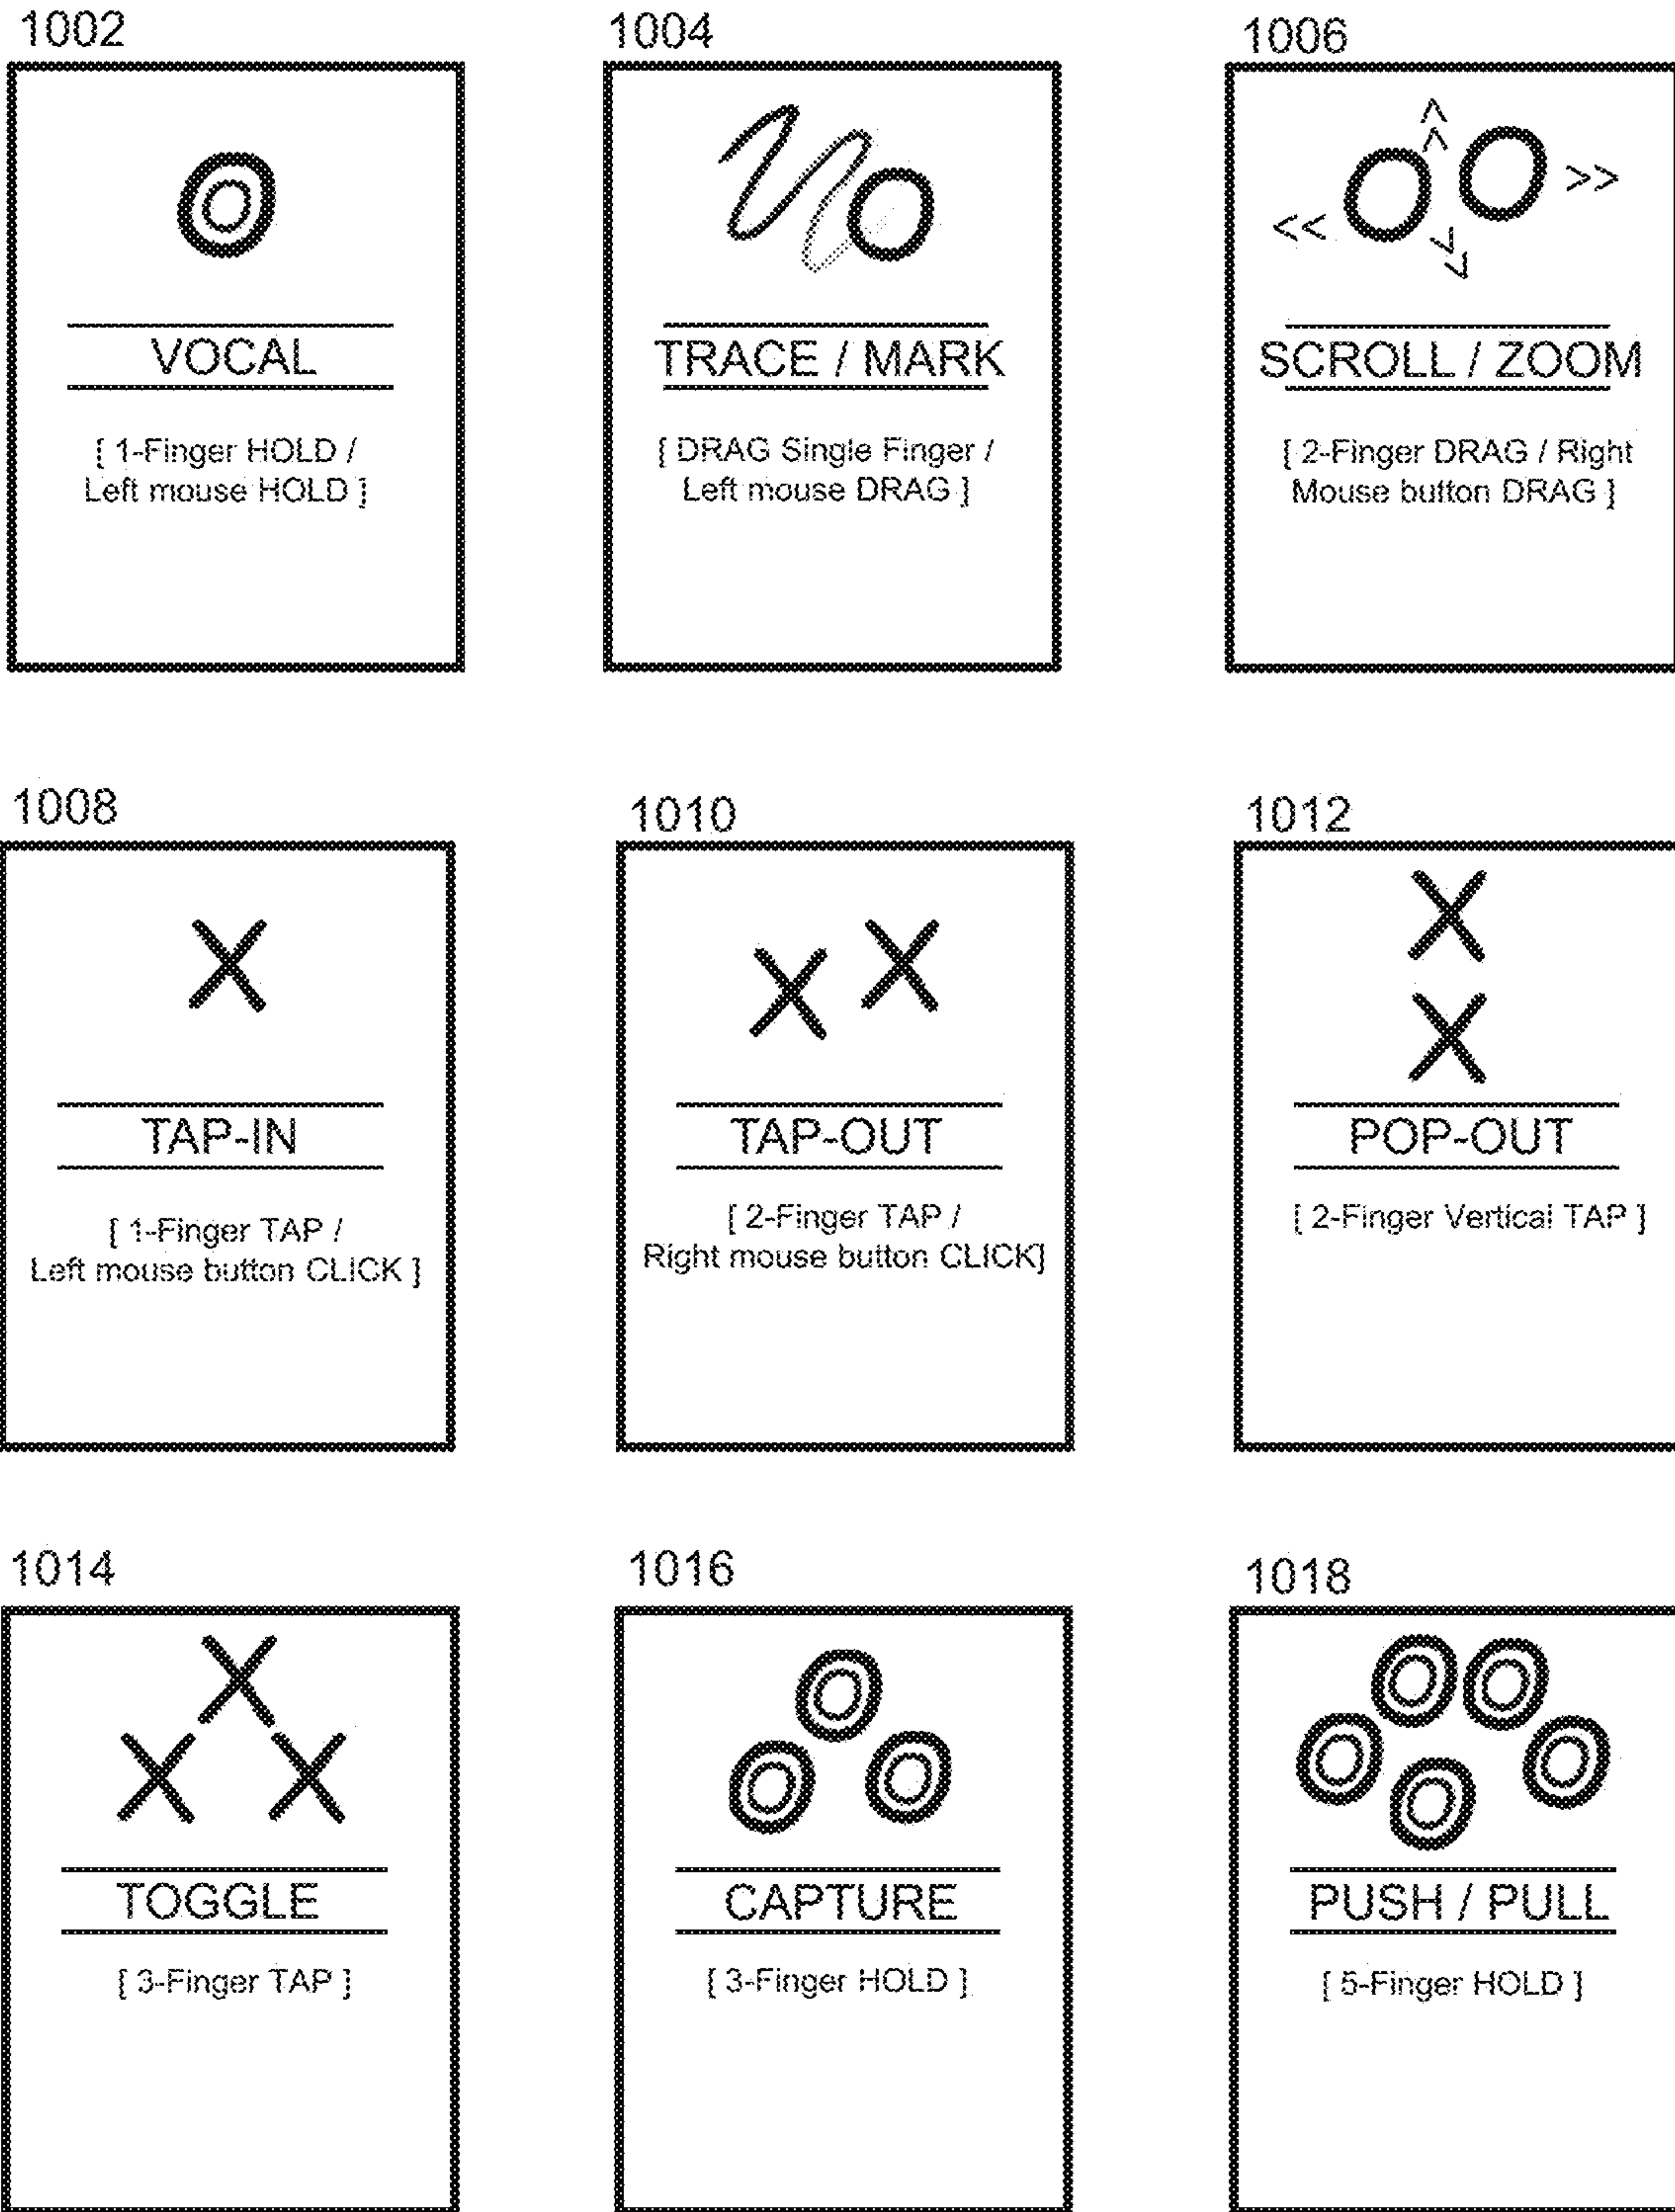 1002
VOCAL
[ 1-Finger HOLD /
Left mouse HOLD ]
1004
TRACE / MARK
[ DRAG Single Finger /
Left mouse DRAG ]
1006
<<
>>
SCROLL / ZOOM
[ 2-Finger DRAG / Right
Mouse button DRAG ]
1008
TAP-IN
[ 1-Finger TAP /
Left mouse button CLICK ]
1010
TAP-OUT
[ 2-Finger TAP /
Right mouse button CLICK]
1012
POP-OUT
[ 2-Finger Vertical TAP ]
1014
TOGGLE
[ 3-Finger TAP ]
1016
CAPTURE
[ 3-Finger HOLD ]
1018
PUSH / PULL
[ 5-Finger HOLD ]